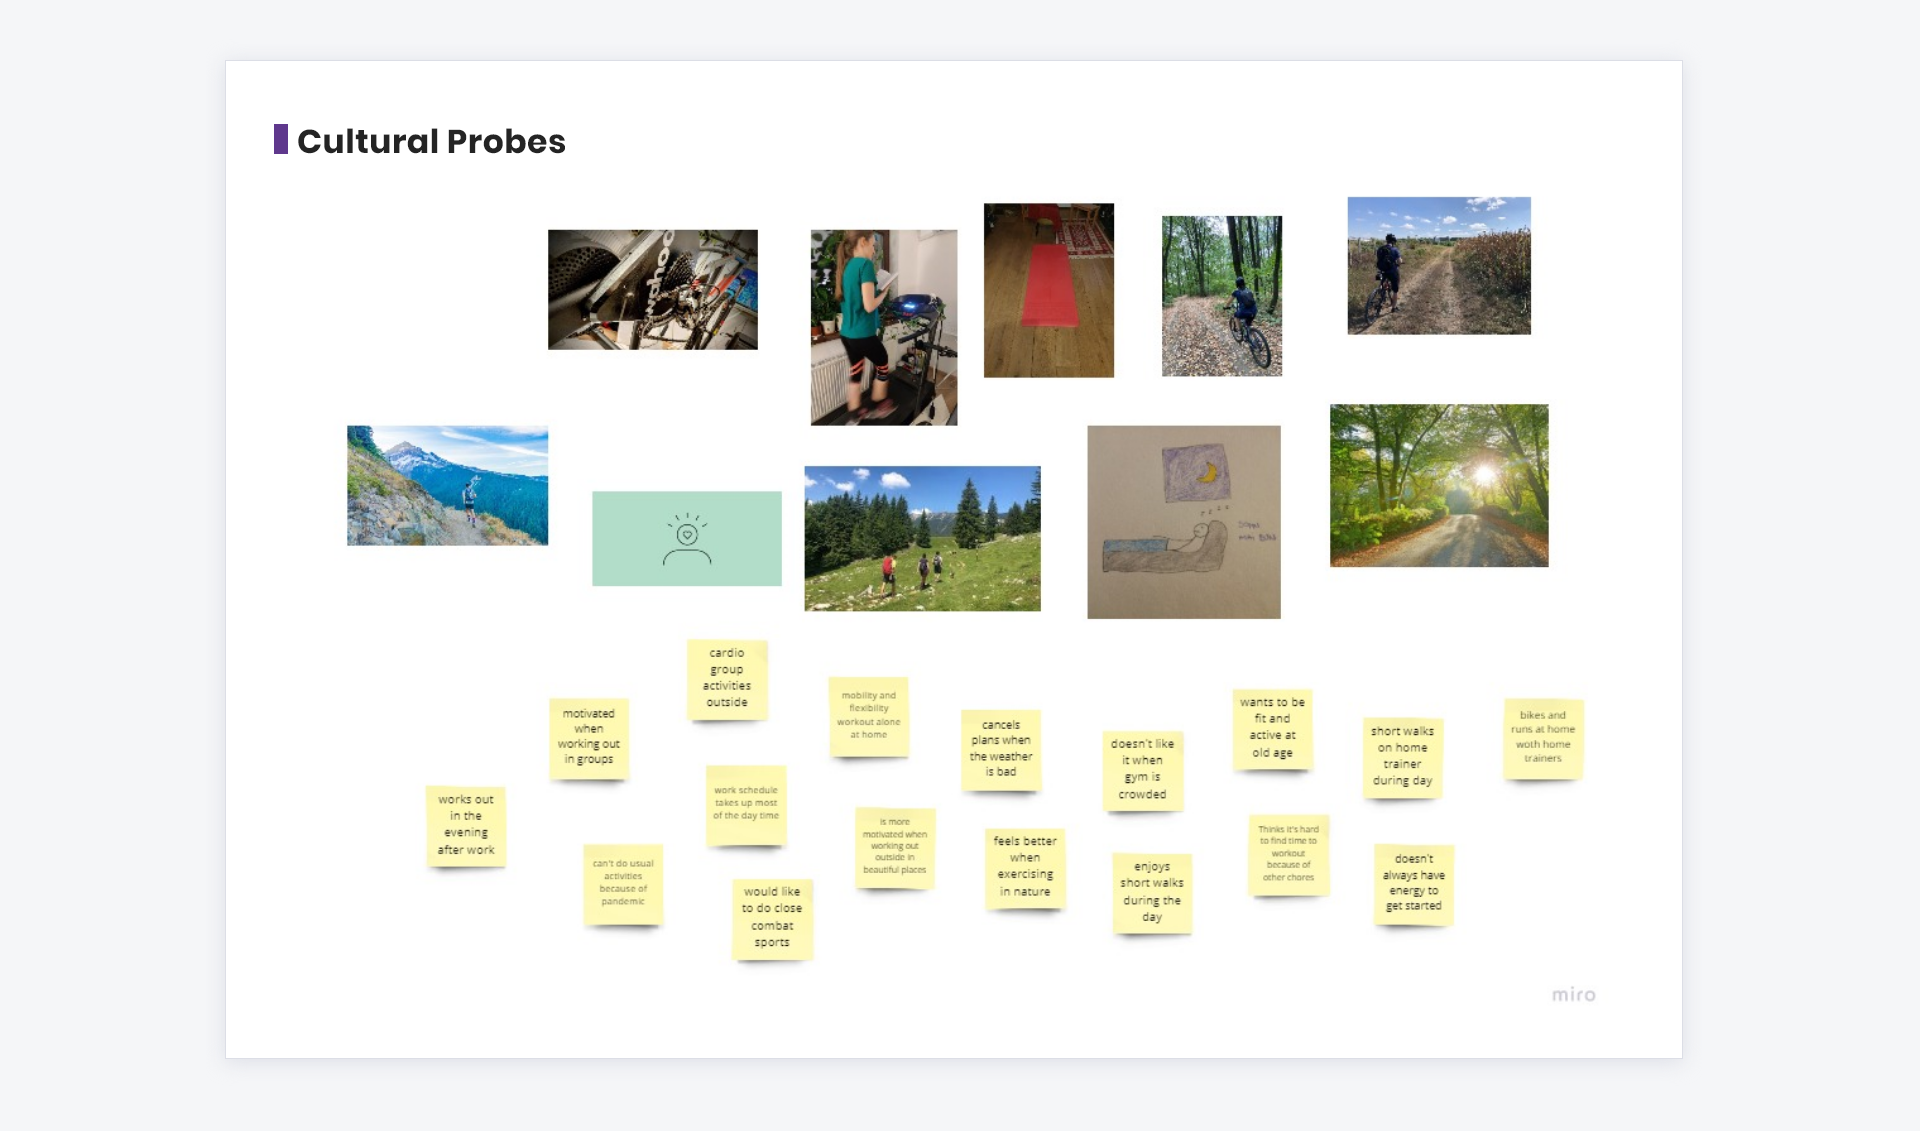 Cultural Probes
wahoo
cardio
group
activities
outside
mobility and
flexibility
workout alone
at home
motivated
when
working out
in groups
cancels
plans when
the weather
is bad
doesn't like
it when
gym is
crowded
wants to be
fit and
active at
old age
short walks
on home
trainer
during day
bikes and
runs at home
woth home
trainers
works out
in the
evening
after work
work schedule
takes up most
of the day time
can't do usual
activities
because of
pandemic
would like
to do close
combat
sports
is more
motivated when
working out
outside in
beautiful places
feels better
when
exercising
in nature
enjoys
short walks
during the
day
Thinks it's hard
to find time to
workout
because of
other chores
doesn't
always have
energy to
get started
miro